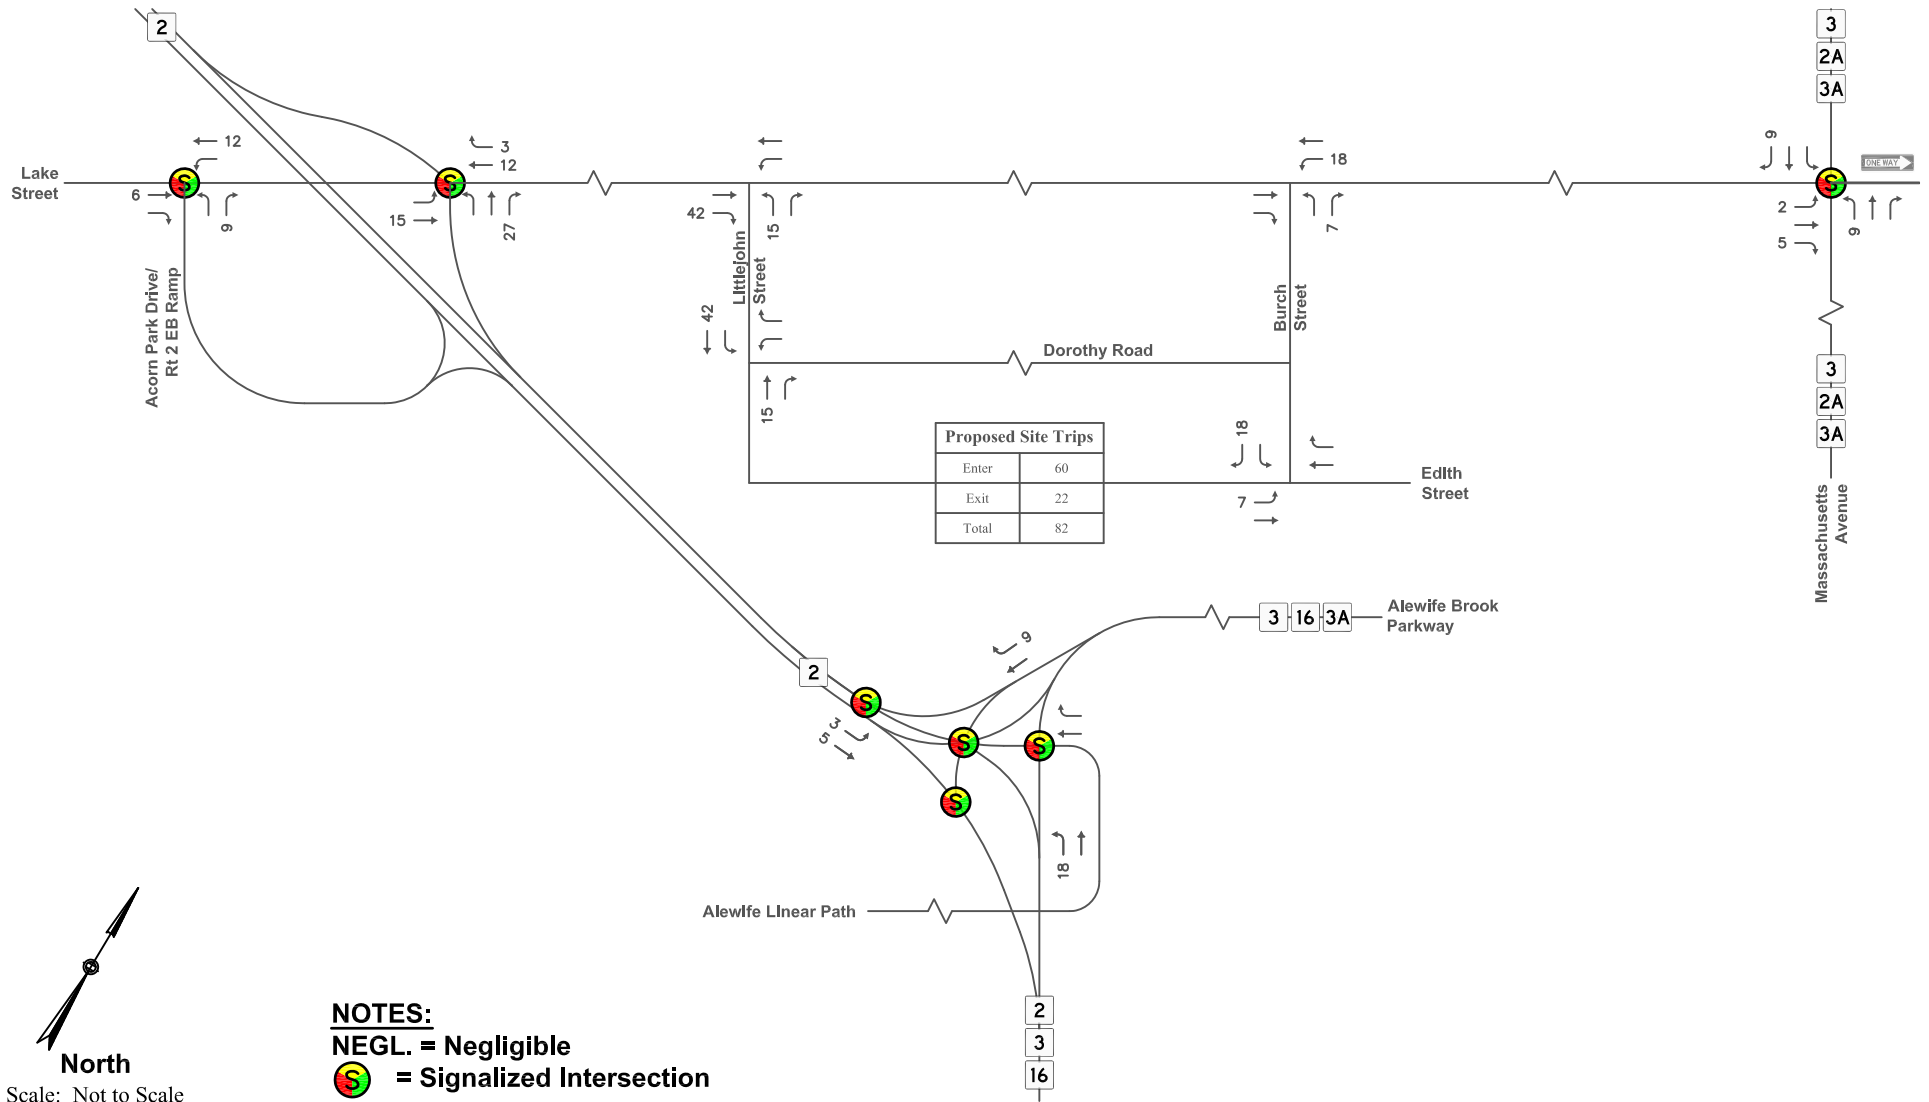 2
3
2A
3A
12
3
12
18
9
ONE WAY
Lake
Street
6
9
15
27
42
15
7
2
5
9
Acorn Park Drive/
Rt 2 EB Ramp
Littlejohn
Street
42
Burch
Street
Dorothy Road
15
3
2A
3A
Massachusetts
Avenue
Proposed Site Trips
Enter 60
Exit 22
Total 82
18
7
Edith
Street
3 16 3A
Alewife Brook
Parkway
9
2
3
5
18
Alewife Linear Path
2
3
16
North
Scale: Not to Scale
NOTES:
NEGL. = Negligible
S = Signalized Intersection
S
S
S
S
S
S
S